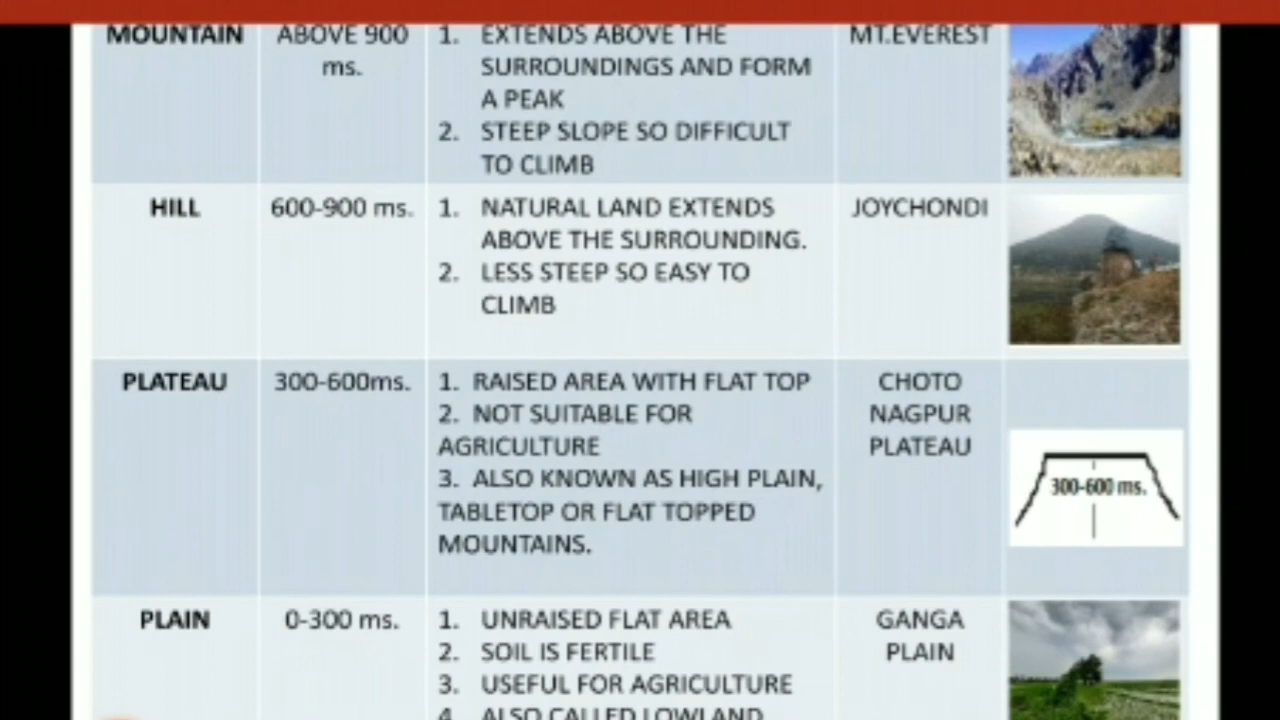 MOUNTAIN
ABOVE 900
ms.
1. EXTENDS ABOVE THE
SURROUNDINGS AND FORM
A PEAK
2. STEEP SLOPE SO DIFFICULT
TO CLIMB
MT.EVEREST
HILL
600-900 ms.
1. NATURAL LAND EXTENDS
ABOVE THE SURROUNDING.
2. LESS STEEP SO EASY TO
CLIMB
JOYCHONDI
PLATEAU
300-600ms.
1. RAISED AREA WITH FLAT TOP
2. NOT SUITABLE FOR
AGRICULTURE
3. ALSO KNOWN AS HIGH PLAIN,
TABLETOP OR FLAT TOPPED
MOUNTAINS.
CHOTO
NAGPUR
PLATEAU
300-600 ms.
PLAIN
0-300 ms.
1. UNRAISED FLAT AREA
2. SOIL IS FERTILE
3. USEFUL FOR AGRICULTURE
4. ALSO CALLED LOWLAND
GANGA
PLAIN